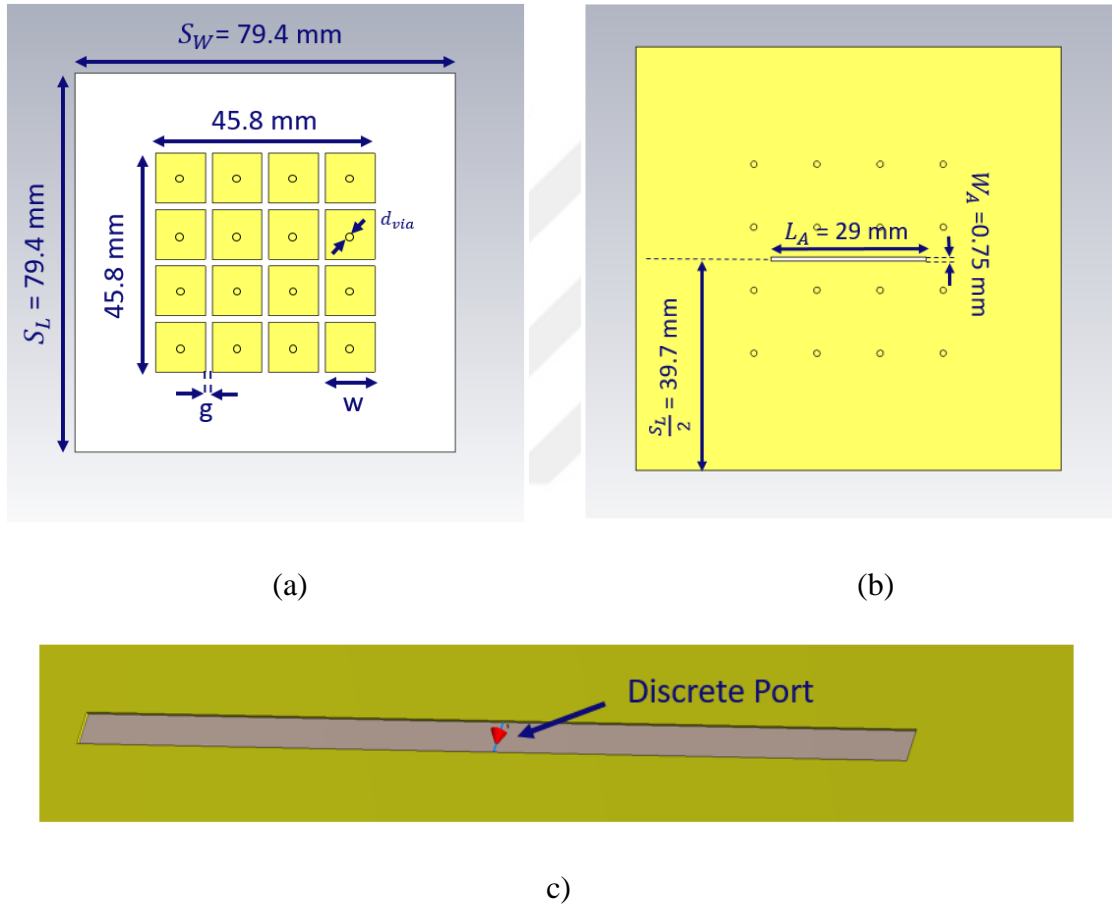 S_W = 79.4 mm
45.8 mm
S_L = 79.4 mm
45.8 mm
d_via
g
w
(a)
L_A = 29 mm
W_A =0.75 mm
S_L/2 = 39.7 mm
(b)
Discrete Port
c)